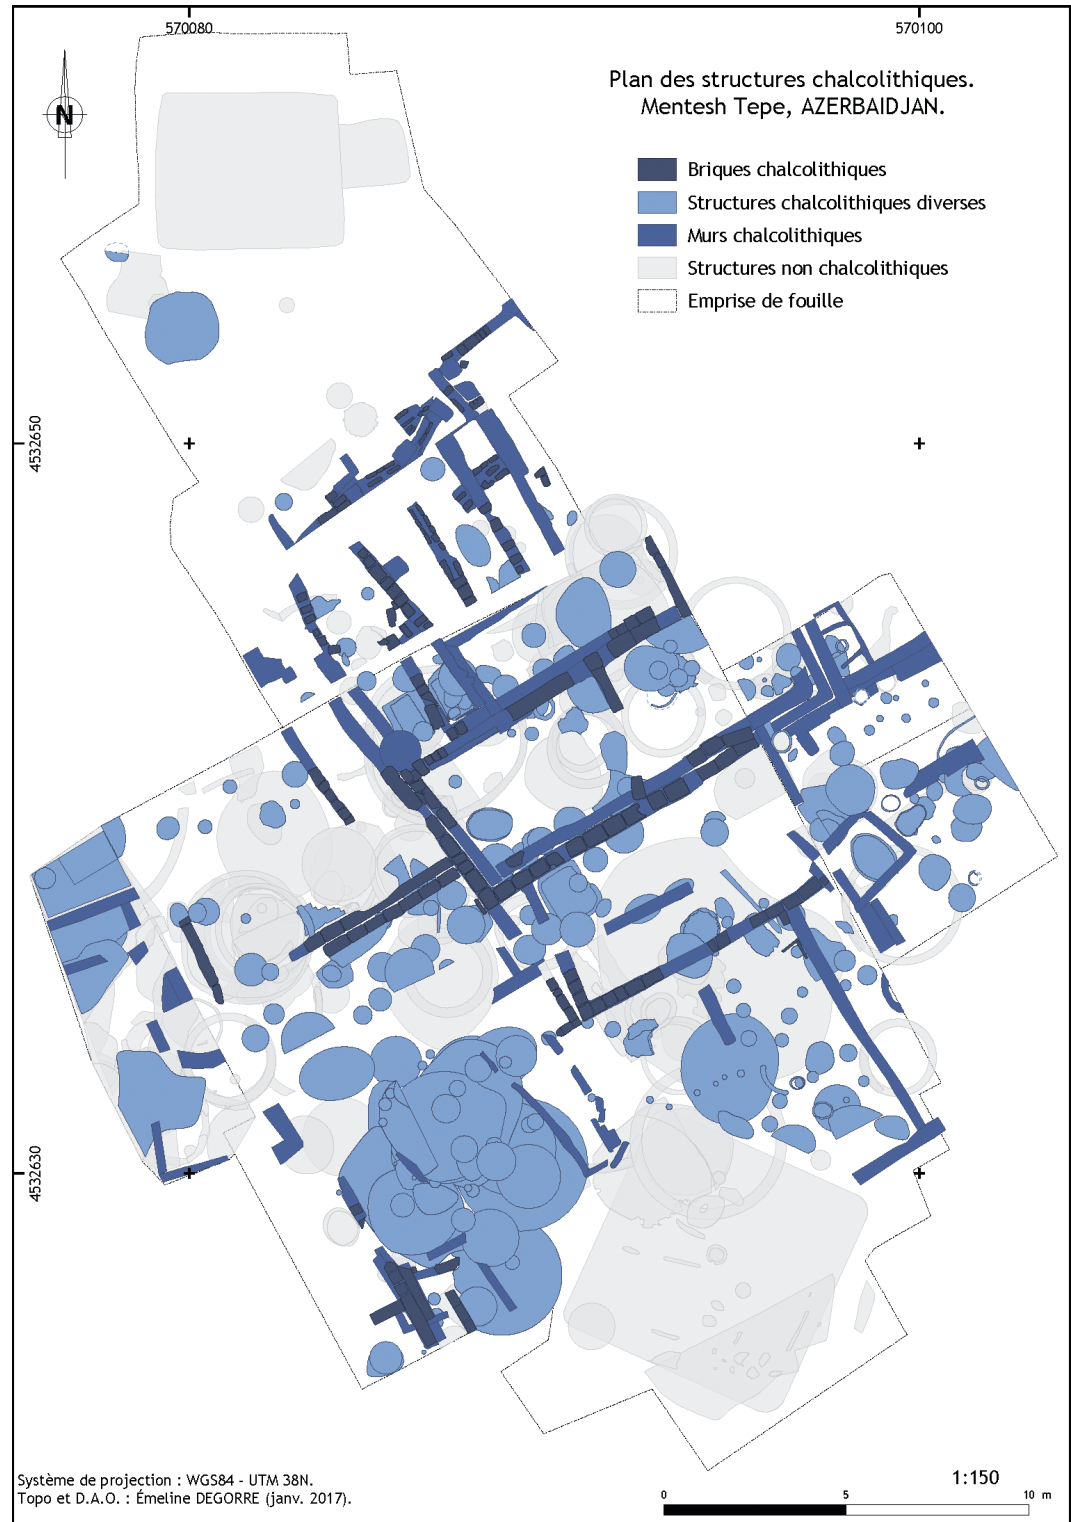 570080
570100
N
Plan des structures chalcolithiques.
Mentesh Tepe, AZERBAIDJAN.
Briques chalcolithiques
Structures chalcolithiques diverses
Murs chalcolithiques
Structures non chalcolithiques
Emprise de fouille
4532650
4532630
Système de projection : WGS84 - UTM 38N.
Topo et D.A.O. : Émeline DEGORRE (janv. 2017).
1:150
0 5 10 m